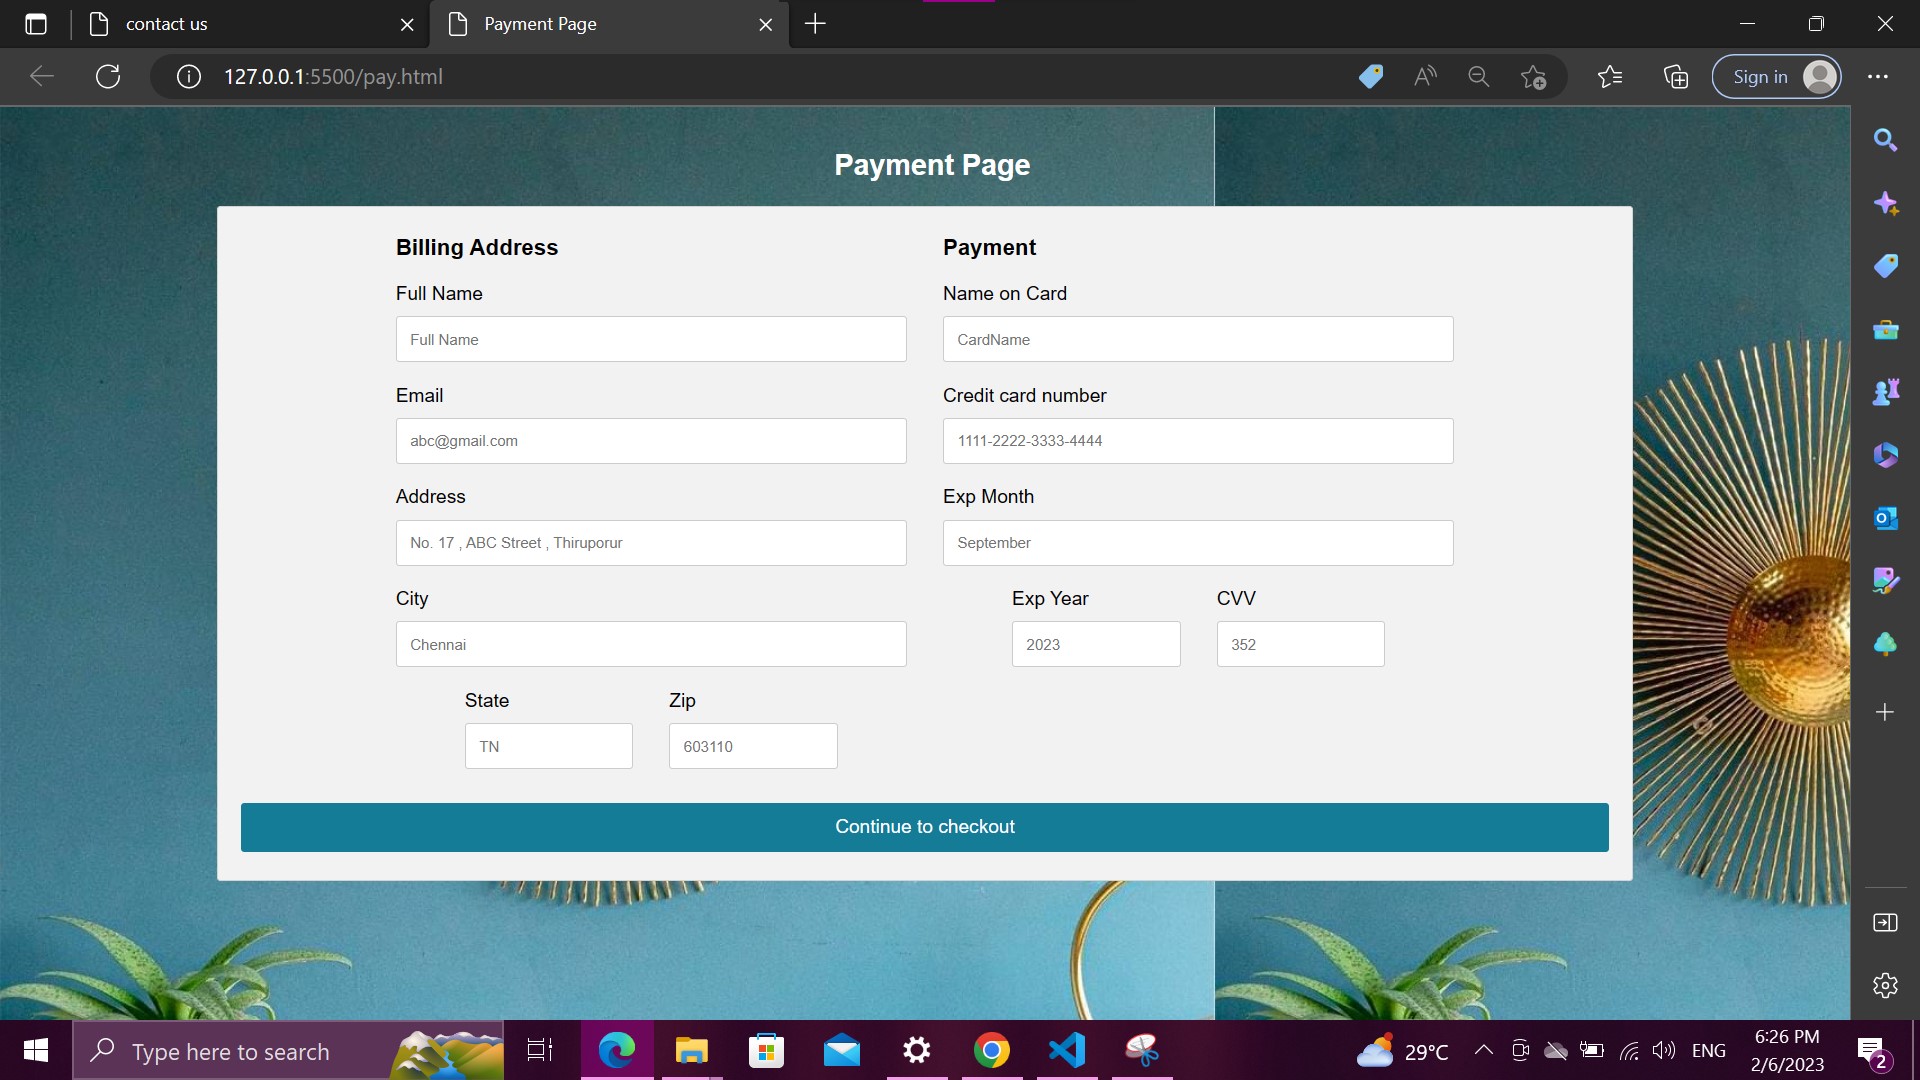 contact us
Payment Page
127.0.0.1:5500/pay.html
Sign in
Payment Page
Billing Address
Payment
Full Name
Name on Card
Full Name
CardName
Email
Credit card number
abc@gmail.com
1111-2222-3333-4444
Address
Exp Month
No. 17 , ABC Street , Thiruporur
September
City
Exp Year
CVV
Chennai
2023
352
State
Zip
TN
603110
Continue to checkout
Type here to search
29°C
ENG
6:26 PM
2/6/2023
2